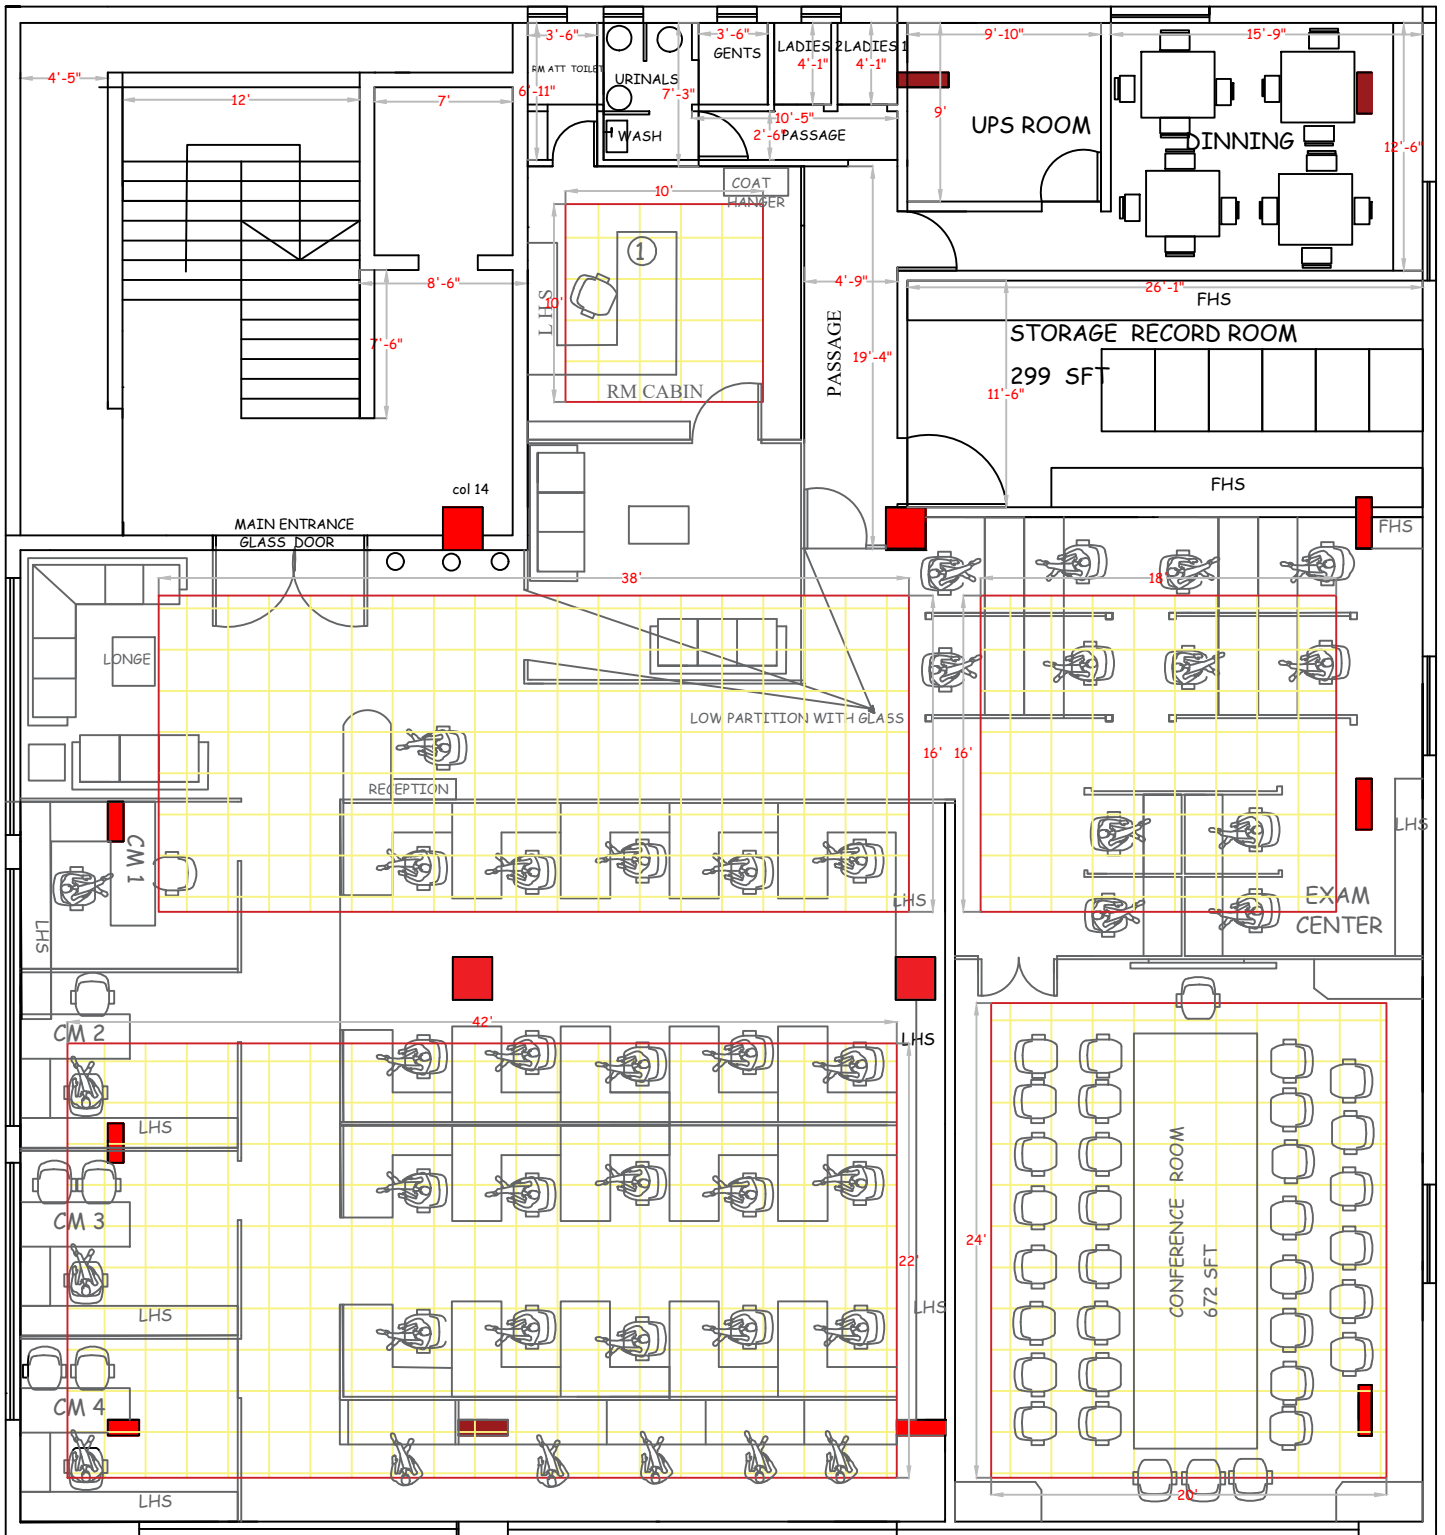 3'-6"
3'-6"
GENTS
LADIES 2
LADIES 1
4'-1"
4'-1"
9'-10"
15'-9"
RM ATT TOILET
URINALS
4'-5"
12'
7'
6'-11"
7'-3"
10'-5"
9'
UPS ROOM
DINNING
12'-6"
WASH
2'-6"
PASSAGE
COAT
HANGER
10'
1
8'-6"
4'-9"
26'-1"
FHS
LHS
10'
STORAGE RECORD ROOM
299 SFT
7'-6"
PASSAGE
19'-4"
11'-6"
RM CABIN
FHS
col 14
MAIN ENTRANCE
GLASS DOOR
FHS
38'
18'
LONGE
LOW PARTITION WITH GLASS
16'
16'
RECEPTION
CM 1
LHS
LHS
LHS
EXAM
CENTER
CM 2
42'
LHS
LHS
CM 3
24'
22'
CONFERENCE ROOM
672 SFT
LHS
LHS
CM 4
LHS
20'